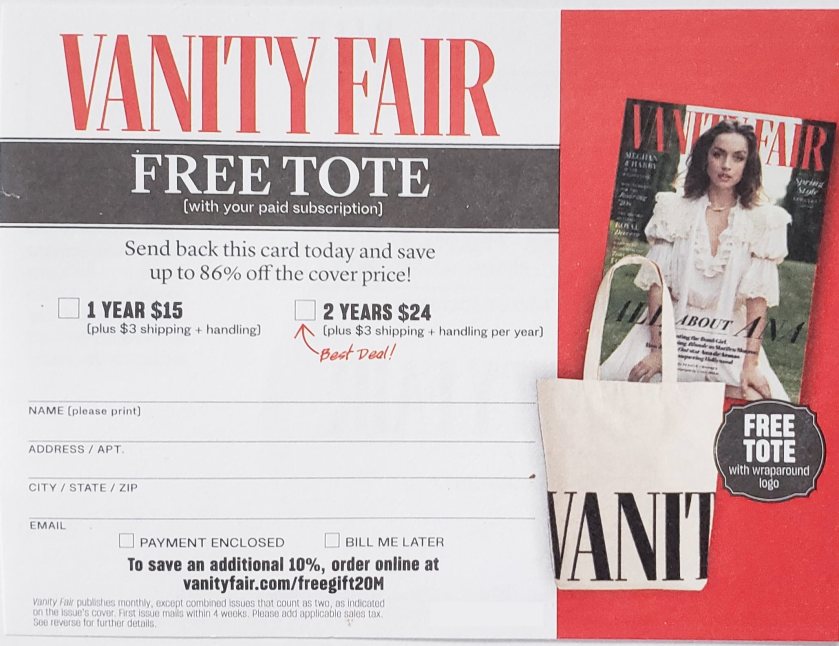 VANITY FAIR
FREE TOTE
(with your paid subscription)
Send back this card today and save
up to 86% off the cover price!
1 YEAR $15
(plus $3 shipping + handling)
2 YEARS $24
(plus $3 shipping + handling per year)
Best Deal!
NAME (please print)
ADDRESS / APT.
CITY / STATE / ZIP
EMAIL
PAYMENT ENCLOSED
BILL ME LATER
To save an additional 10%, order online at
vanityfair.com/freegift20M
Vanity Fair publishes monthly, except combined issues that count as two, as indicated
on the issue's cover. First issue mails within 4 weeks. Please add applicable sales tax.
See reverse for further details.
VANITY FAIR
MEGHAN
& HARRY
Spring
Style
ALL ABOUT ANA
VANIT
FREE
TOTE
with wraparound
logo